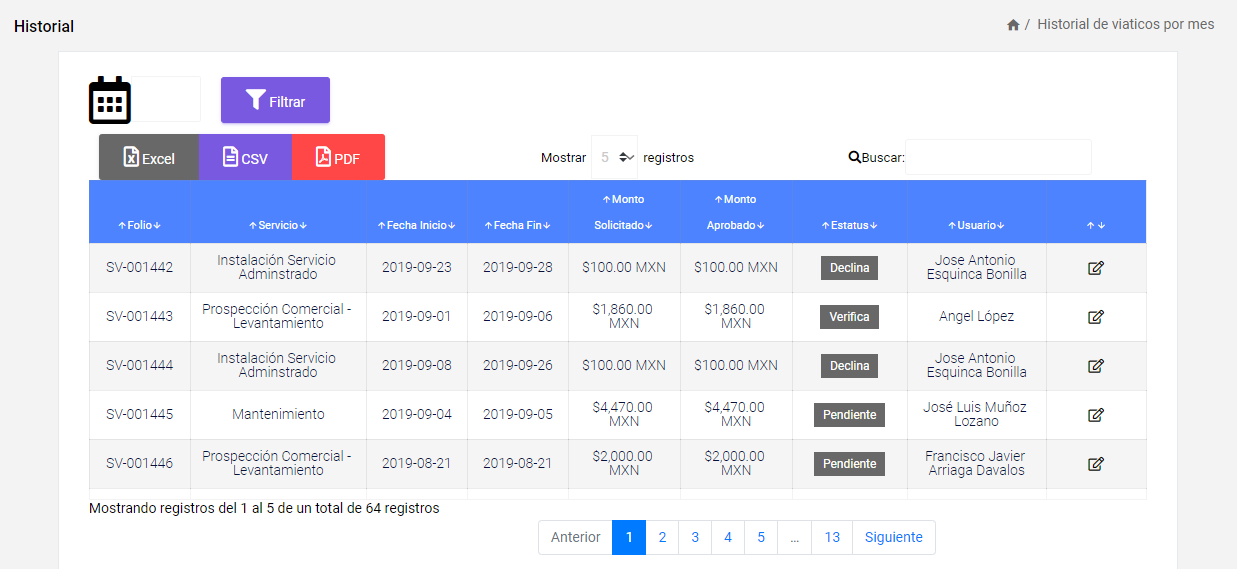 Historial
/ Historial de viaticos por mes
Filtrar
Excel CSV PDF
Mostrar 5 registros
Buscar:
↑Folio↓ ↑Servicio↓ ↑Fecha Inicio↓ ↑Fecha Fin↓ ↑Monto Solicitado↓ ↑Monto Aprobado↓ ↑Estatus↓ ↑Usuario↓ ↑ ↓
SV-001442 Instalación Servicio Adminstrado 2019-09-23 2019-09-28 $100.00 MXN $100.00 MXN Declina Jose Antonio Esquinca Bonilla
SV-001443 Prospección Comercial - Levantamiento 2019-09-01 2019-09-06 $1,860.00 MXN $1,860.00 MXN Verifica Angel López
SV-001444 Instalación Servicio Adminstrado 2019-09-08 2019-09-26 $100.00 MXN $100.00 MXN Declina Jose Antonio Esquinca Bonilla
SV-001445 Mantenimiento 2019-09-04 2019-09-05 $4,470.00 MXN $4,470.00 MXN Pendiente José Luis Muñoz Lozano
SV-001446 Prospección Comercial - Levantamiento 2019-08-21 2019-08-21 $2,000.00 MXN $2,000.00 MXN Pendiente Francisco Javier Arriaga Davalos
Mostrando registros del 1 al 5 de un total de 64 registros
Anterior 1 2 3 4 5 ... 13 Siguiente